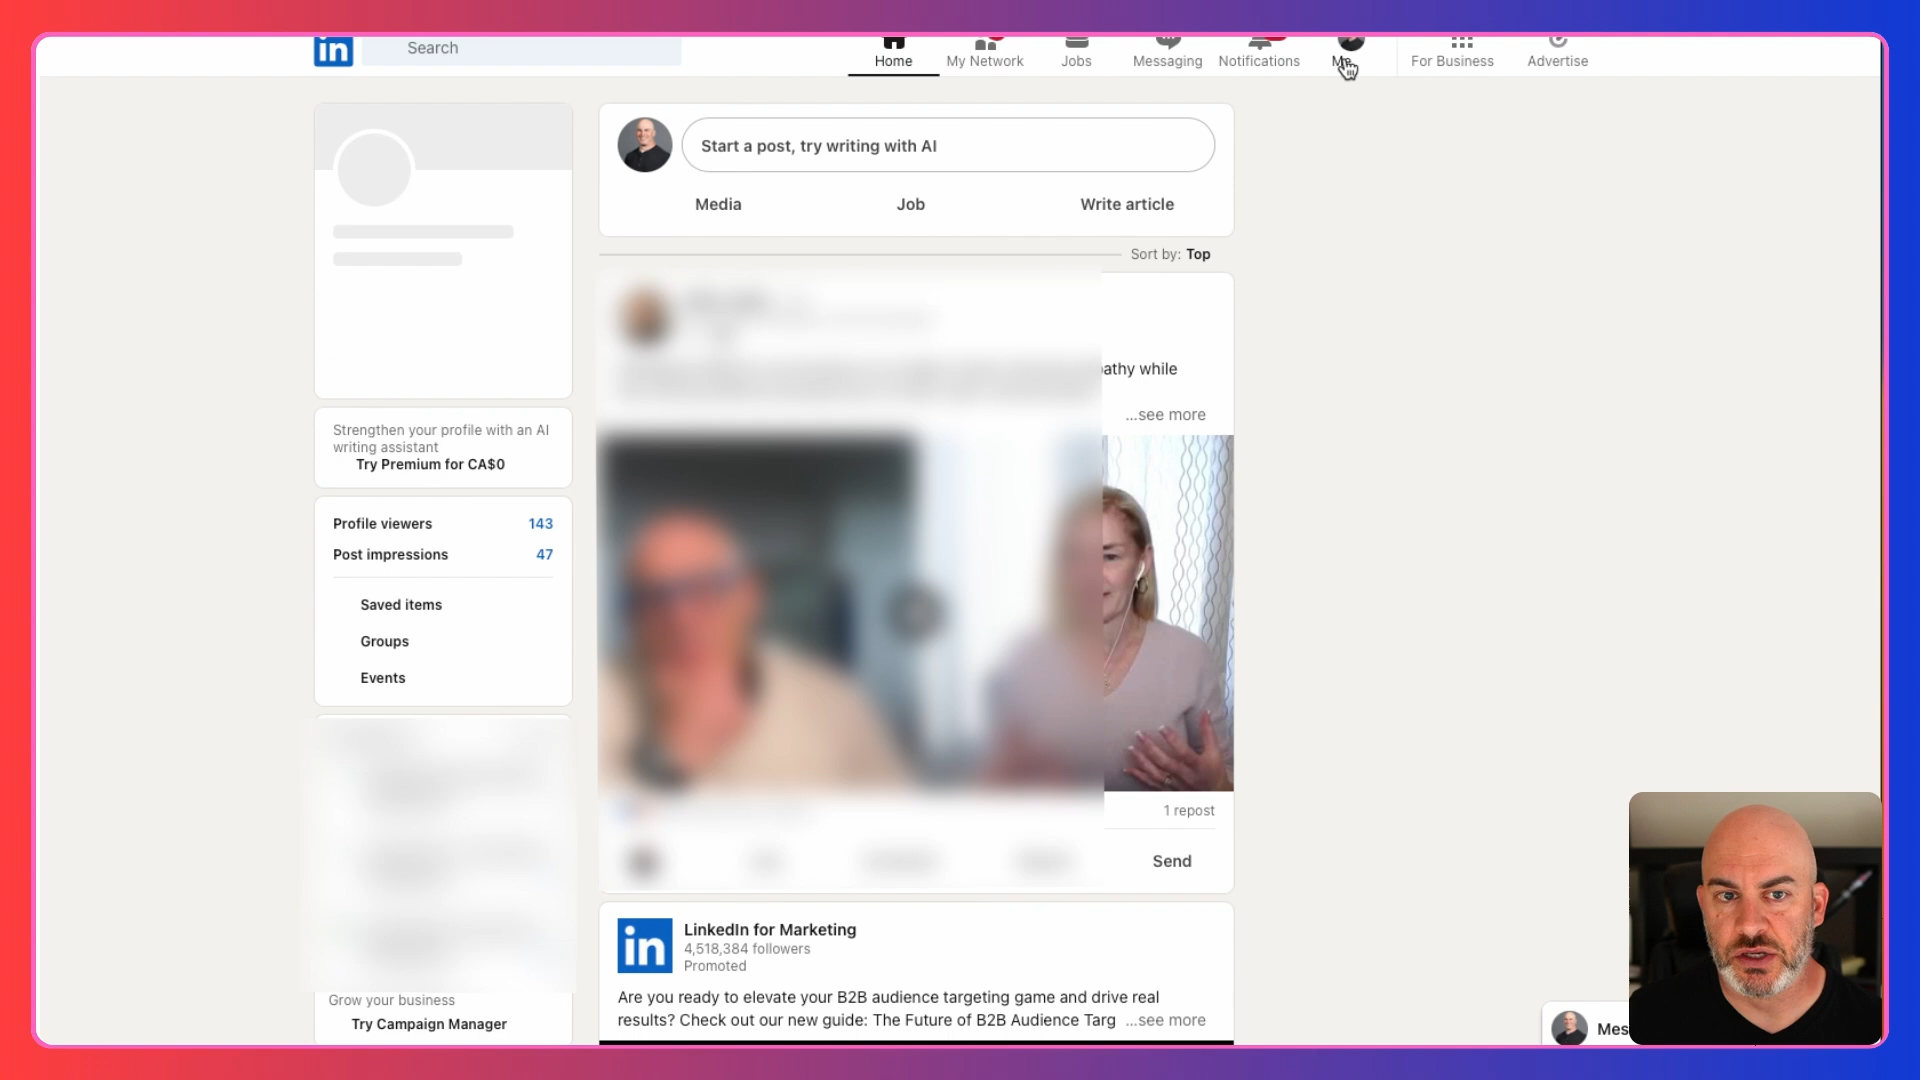 in
Search
Home
My Network
Jobs
Messaging
Notifications
For Business
Advertise
Start a post, try writing with AI
Media
Job
Write article
Sort by: Top
pathy while
...see more
Strengthen your profile with an AI
writing assistant
Try Premium for CA$0
Profile viewers 143
Post impressions 47
Saved items
Groups
Events
1 repost
Send
Grow your business
Try Campaign Manager
in
LinkedIn for Marketing
4,518,384 followers
Promoted
Are you ready to elevate your B2B audience targeting game and drive real
results? Check out our new guide: The Future of B2B Audience Targ ...see more
Mes